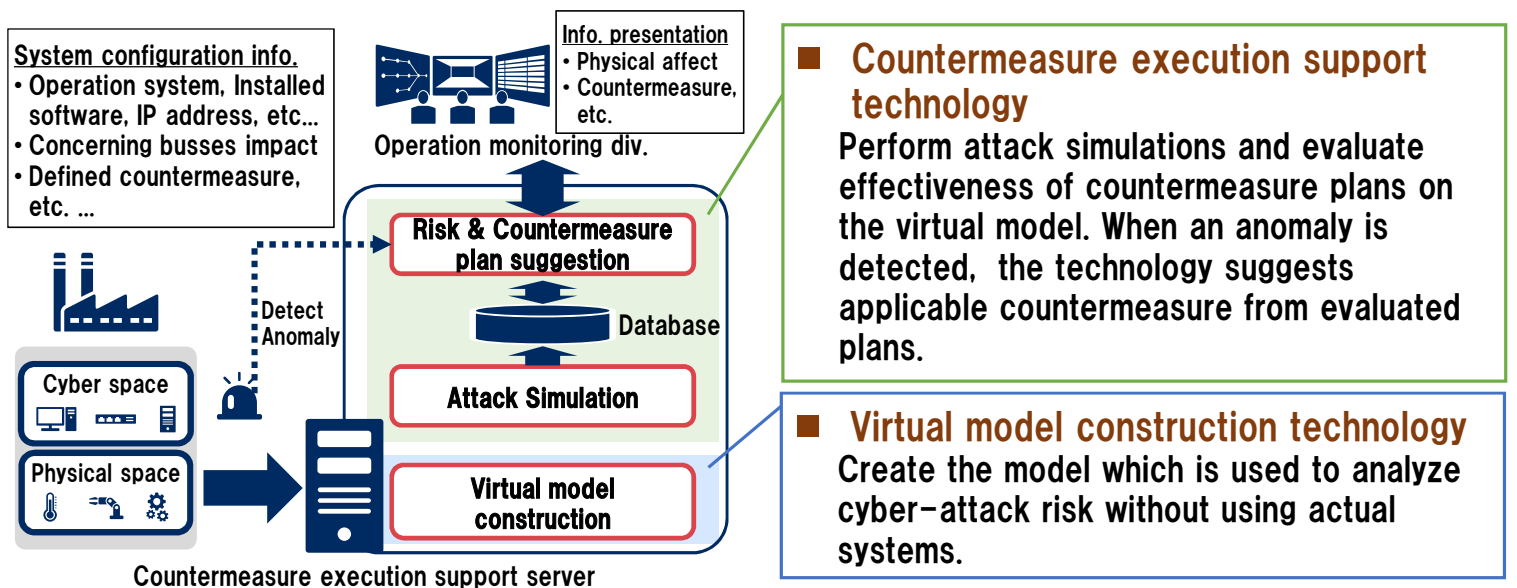 System configuration info.
• Operation system, Installed
software, IP address, etc...
• Concerning busses impact
• Defined countermeasure,
etc. ...
Info. presentation
• Physical affect
• Countermeasure,
etc.
Operation monitoring div.
Risk & Countermeasure
plan suggestion
Detect
Anomaly
Database
Attack Simulation
Cyber space
Physical space
Virtual model
construction
Countermeasure execution support server
■ Countermeasure execution support
technology
Perform attack simulations and evaluate
effectiveness of countermeasure plans on
the virtual model. When an anomaly is
detected, the technology suggests
applicable countermeasure from evaluated
plans.
■ Virtual model construction technology
Create the model which is used to analyze
cyber-attack risk without using actual
systems.